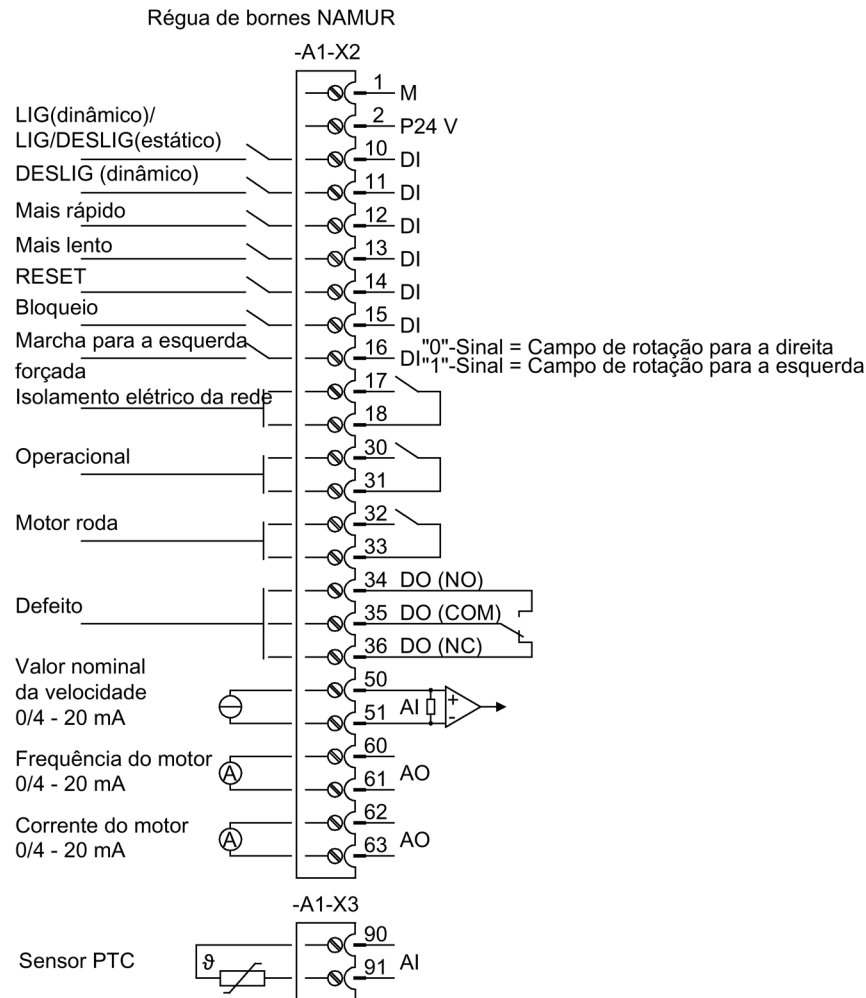 Régua de bornes NAMUR
-A1-X2
1 M
2 P24 V
LIG(dinâmico)/
LIG/DESLIG(estático)
10 DI
DESLIG (dinâmico)
11 DI
Mais rápido
12 DI
Mais lento
13 DI
RESET
14 DI
Bloqueio
15 DI
Marcha para a esquerda
forçada
16 DI
"0"-Sinal = Campo de rotação para a direita
"1"-Sinal = Campo de rotação para a esquerda
17
Isolamento elétrico da rede
18
30
Operacional
31
32
Motor roda
33
34 DO (NO)
Defeito
35 DO (COM)
36 DO (NC)
Valor nominal
da velocidade
0/4 - 20 mA
50
51 AI
+
-
Frequência do motor
0/4 - 20 mA
A
60
61 AO
Corrente do motor
0/4 - 20 mA
A
62
63 AO
-A1-X3
90
Sensor PTC
ϑ
91 AI